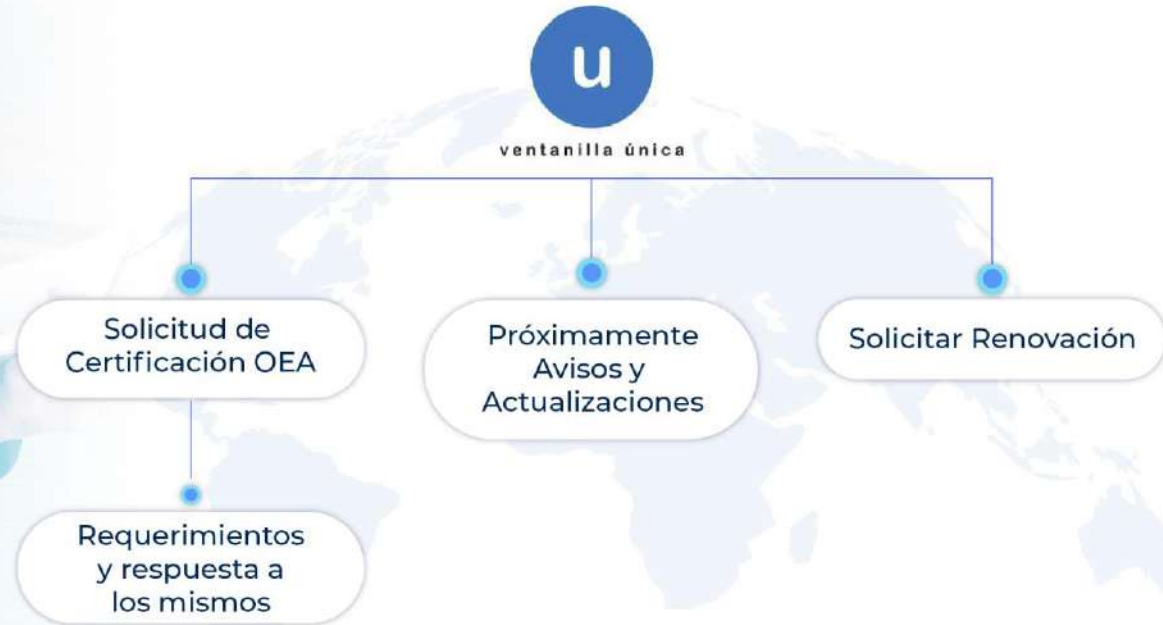 u
ventanilla única
Solicitud de
Certificación OEA
Próximamente
Avisos y
Actualizaciones
Solicitar Renovación
Requerimientos
y respuesta a
los mismos